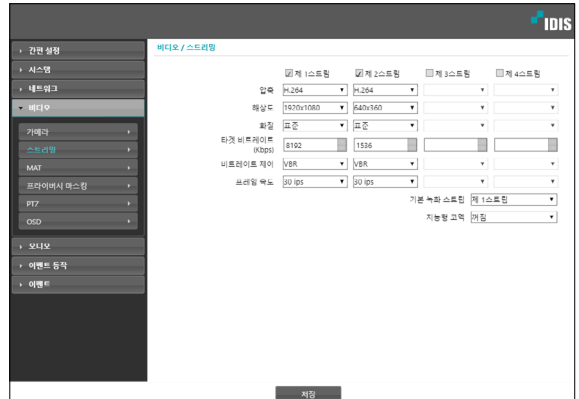 IDIS
간편 설정
시스템
네트워크
비디오
카메라
스트리밍
MAT
프라이버시 마스킹
PTZ
OSD
오디오
이벤트 동작
이벤트
비디오 / 스트리밍
제 1스트림 제 2스트림 제 3스트림 제 4스트림
압축 H.264 H.264
해상도 1920x1080 640x360
화질 표준 표준
타겟 비트레이트
(Kbps) 8192 1536
비트레이트 제어 VBR VBR
프레임 속도 30 ips 30 ips
기본 녹화 스트림 제 1스트림
지능형 코덱 꺼짐
저장